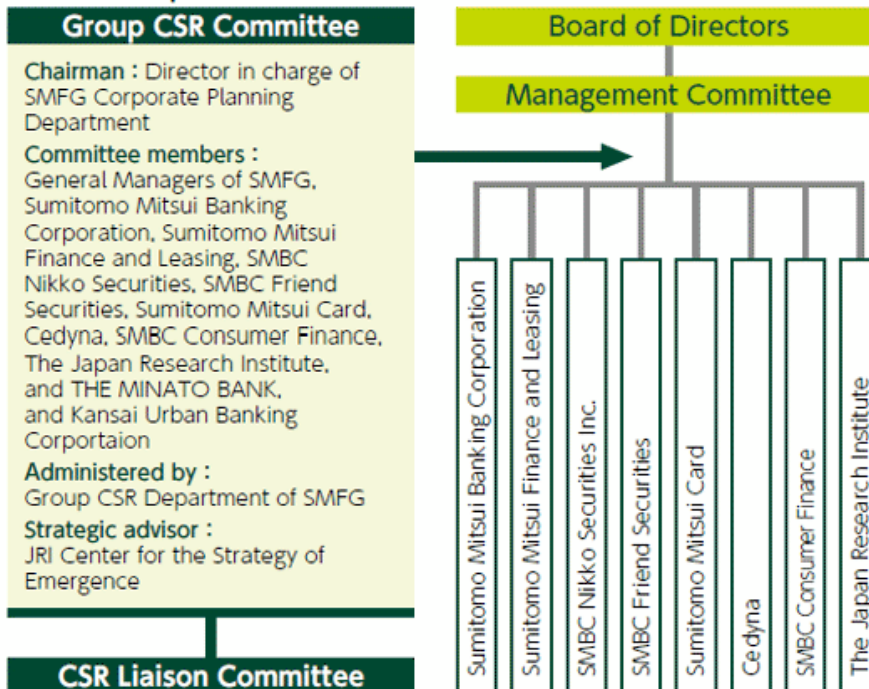 Group CSR Committee
Chairman : Director in charge of
SMFG Corporate Planning
Department
Committee members :
General Managers of SMFG,
Sumitomo Mitsui Banking
Corporation, Sumitomo Mitsui
Finance and Leasing, SMBC
Nikko Securities, SMBC Friend
Securities, Sumitomo Mitsui Card,
Cedyna, SMBC Consumer Finance,
The Japan Research Institute,
and THE MINATO BANK,
and Kansai Urban Banking
Corportaion
Administered by :
Group CSR Department of SMFG
Strategic advisor :
JRI Center for the Strategy of
Emergence
CSR Liaison Committee
Board of Directors
Management Committee
Sumitomo Mitsui Banking Corporation
Sumitomo Mitsui Finance and Leasing
SMBC Nikko Securities Inc.
SMBC Friend Securities
Sumitomo Mitsui Card
Cedyna
SMBC Consumer Finance
The Japan Research Institute